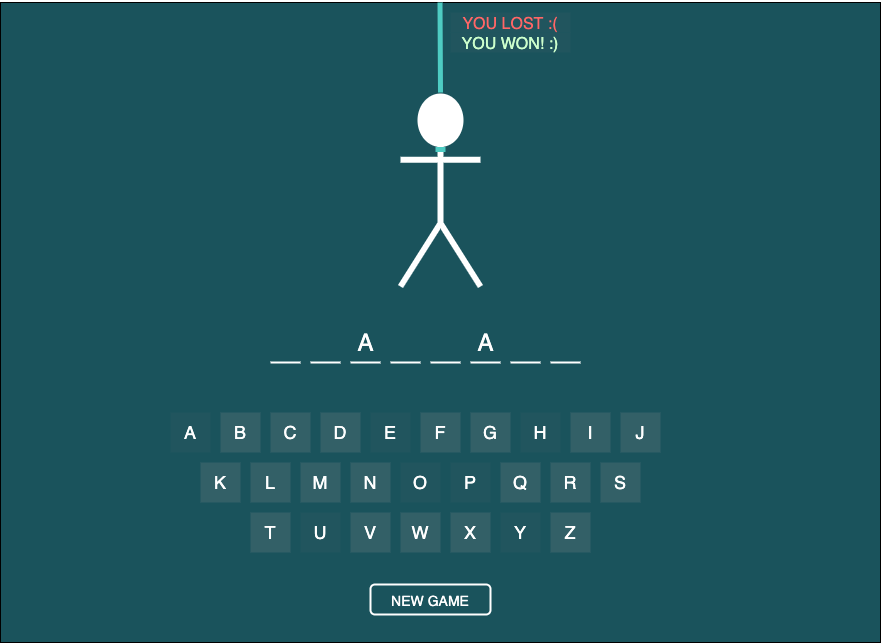 YOU LOST :(
YOU WON! :)
A A
A B C D E F G H I J
K L M N O P Q R S
T U V W X Y Z
NEW GAME